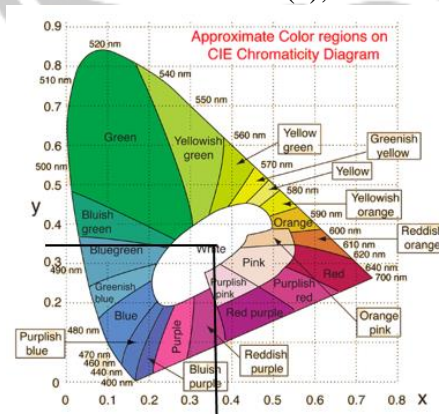 Approximate Color regions on
CIE Chromaticity Diagram
0.9
0.8
0.7
0.6
0.5
y
0.4
0.3
0.2
0.1
0
0
0.1
0.2
0.3
0.4
0.5
0.6
0.7
0.8
x
520 nm
510 nm
540 nm
550 nm
560 nm
570 nm
580 nm
590 nm
600 nm
610 nm
620 nm
640 nm
700 nm
500 nm
490 nm
480 nm
470 nm
460 nm
440 nm
400 nm
Green
Yellowish
green
Yellow
green
Greenish
yellow
Yellow
Yellowish
orange
Orange
Reddish
orange
Bluish
green
Bluegreen
White
Pink
Red
Greenish
blue
Purplish
pink
Purplish
red
Blue
Red purple
Orange
pink
Purplish
blue
Purple
Reddish
purple
Bluish
purple